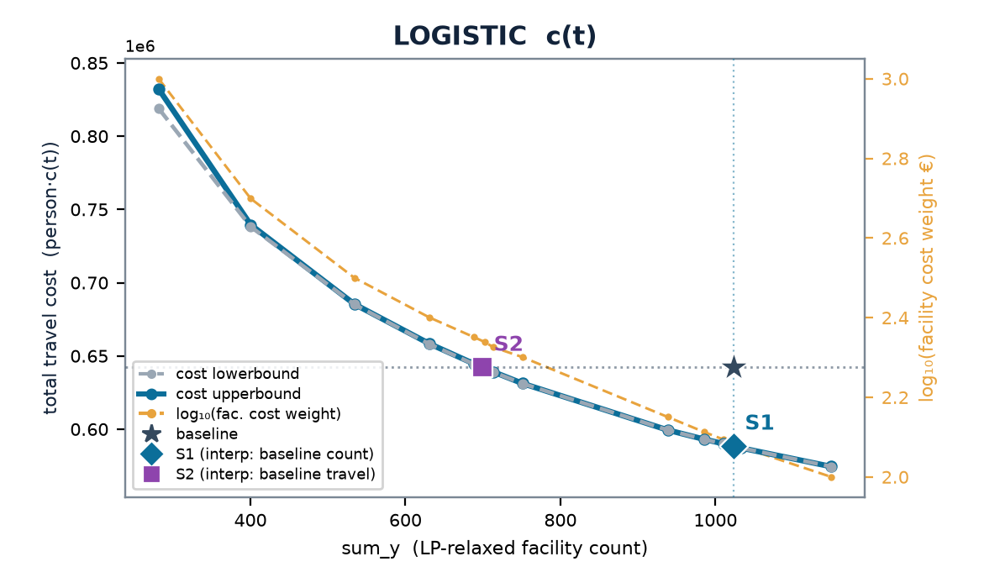 LOGISTIC  c(t)
1e6
0.85
0.80
0.75
0.70
0.65
0.60
total travel cost  (person·c(t))
3.0
2.8
2.6
2.4
2.2
2.0
log₁₀(facility cost weight €)
S2
S1
cost lowerbound
cost upperbound
log₁₀(fac. cost weight)
baseline
S1 (interp: baseline count)
S2 (interp: baseline travel)
400
600
800
1000
sum_y  (LP-relaxed facility count)